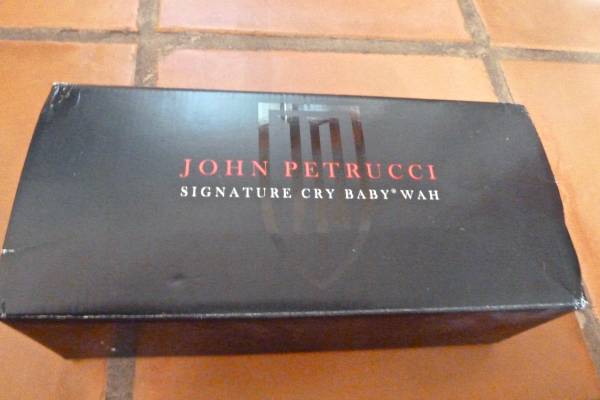 JOHN PETRUCCI
SIGNATURE CRY BABY® WAH